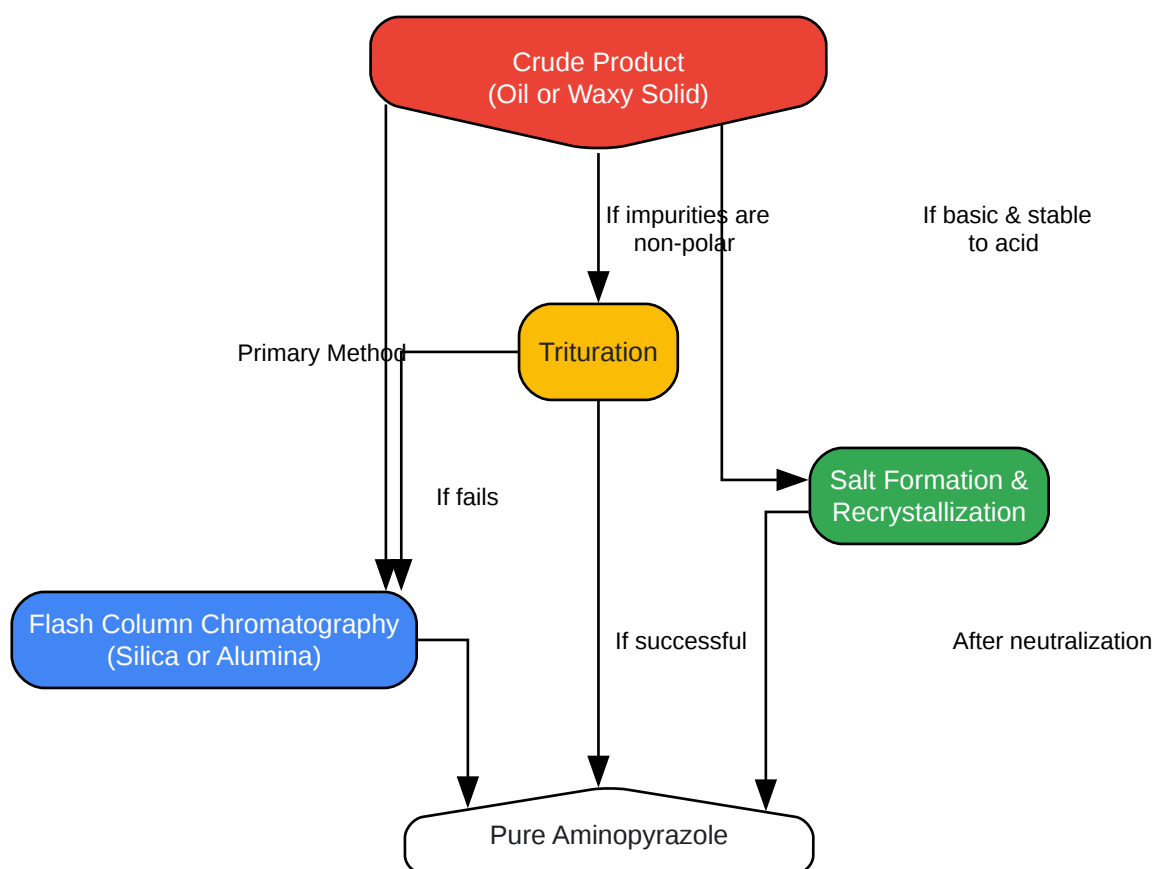 Crude Product
(Oil or Waxy Solid)
If impurities are
non-polar
If basic & stable
to acid
Primary Method
Trituration
If fails
Salt Formation &
Recrystallization
Flash Column Chromatography
(Silica or Alumina)
If successful
After neutralization
Pure Aminopyrazole